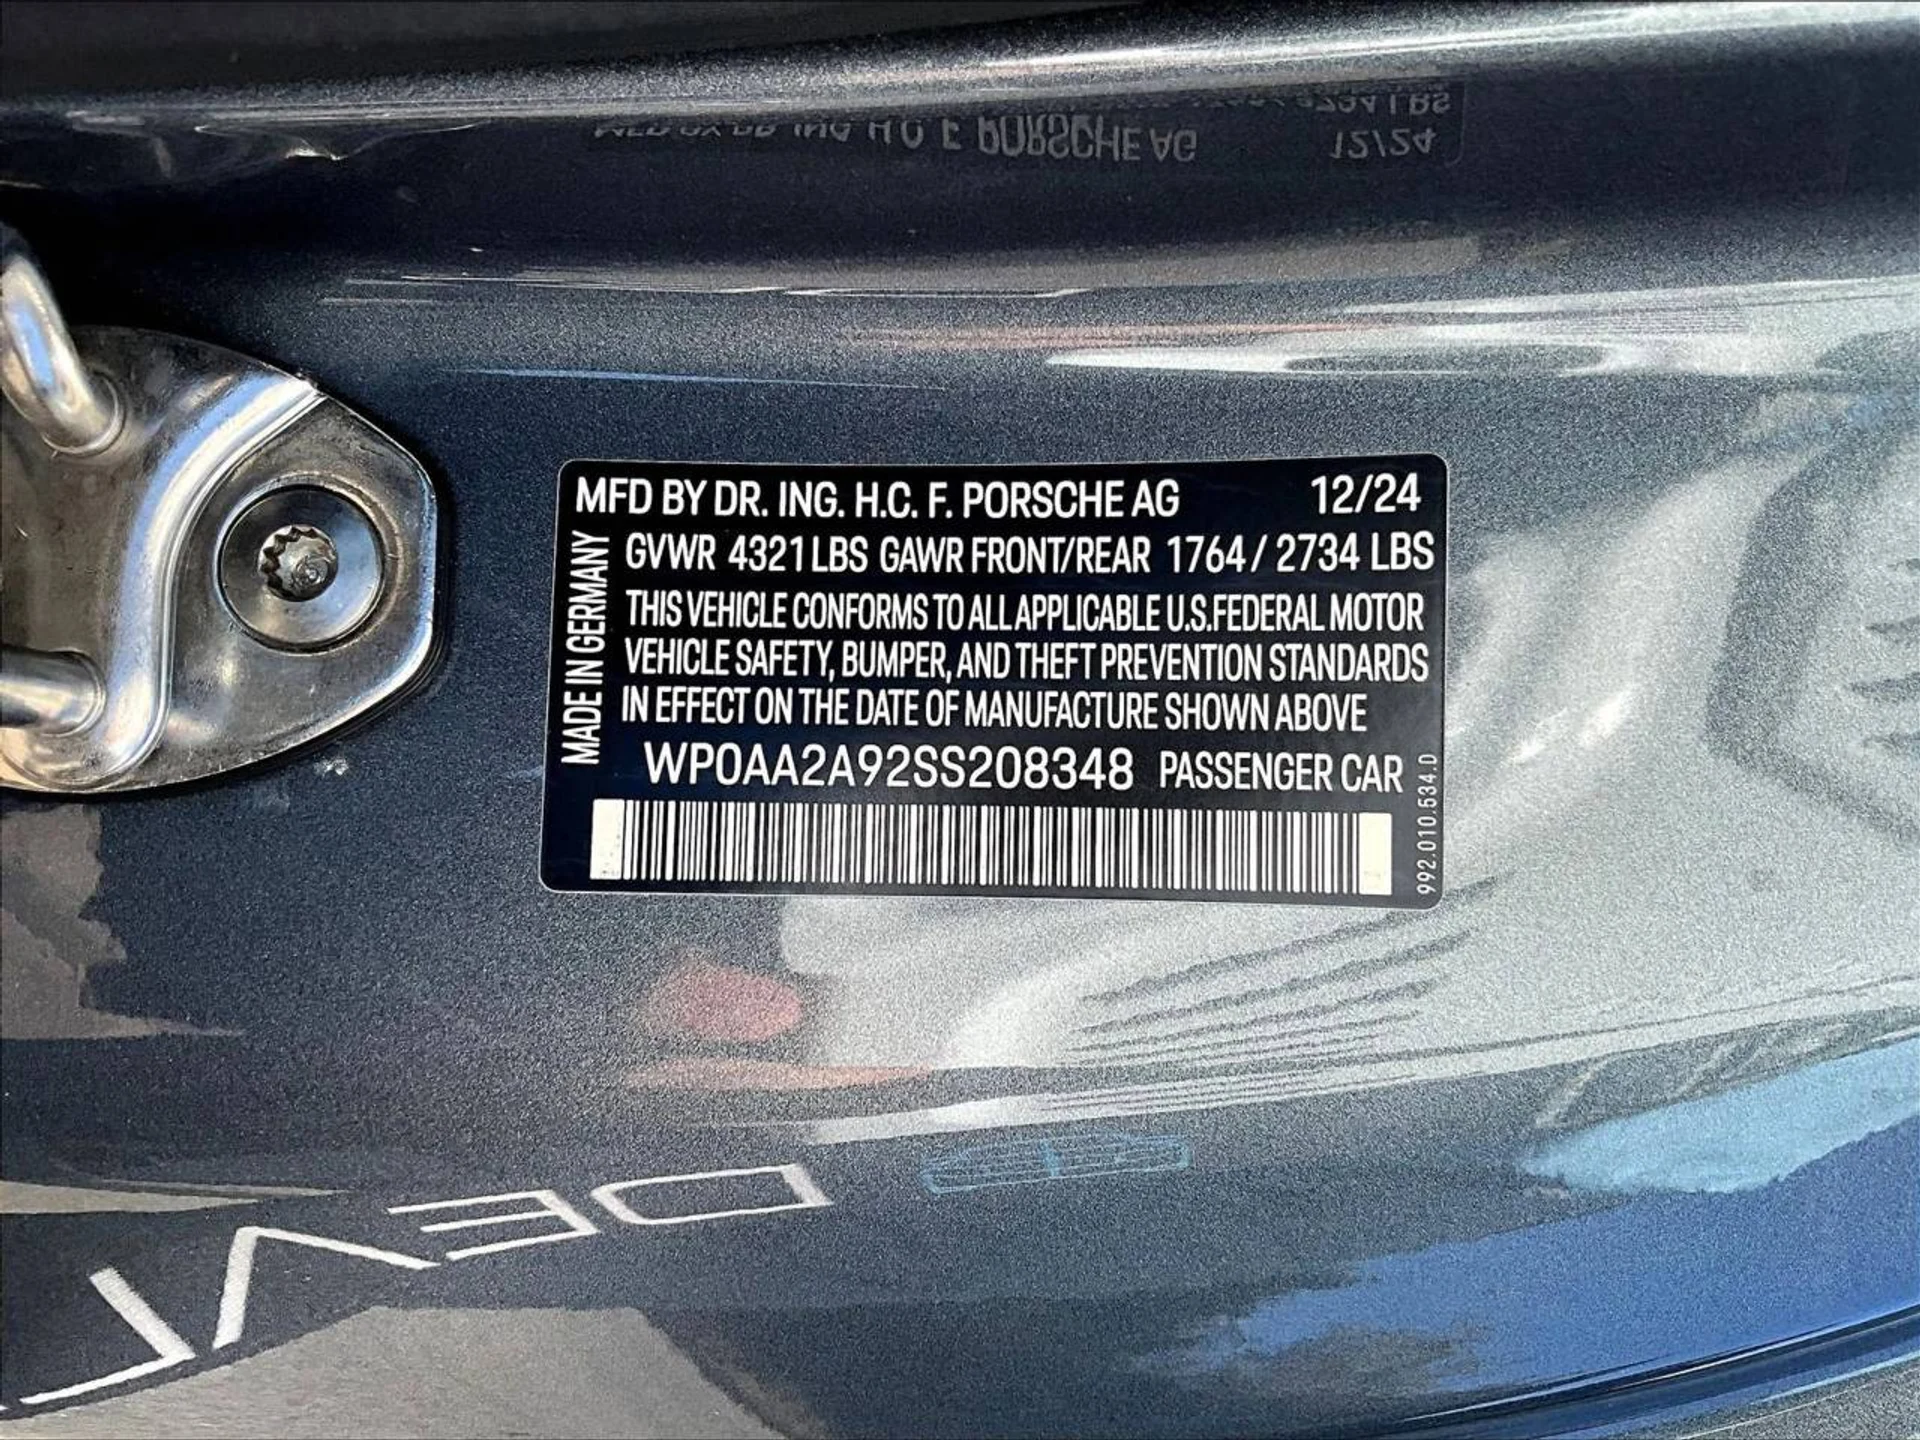 MFD BY DR. ING. H.C. F. PORSCHE AG 12/24
GVWR 4321 LBS GAWR FRONT/REAR 1764 / 2734 LBS
THIS VEHICLE CONFORMS TO ALL APPLICABLE U.S.FEDERAL MOTOR
VEHICLE SAFETY, BUMPER, AND THEFT PREVENTION STANDARDS
IN EFFECT ON THE DATE OF MANUFACTURE SHOWN ABOVE
WP0AA2A92SS208348 PASSENGER CAR
MADE IN GERMANY
992.010.534.0